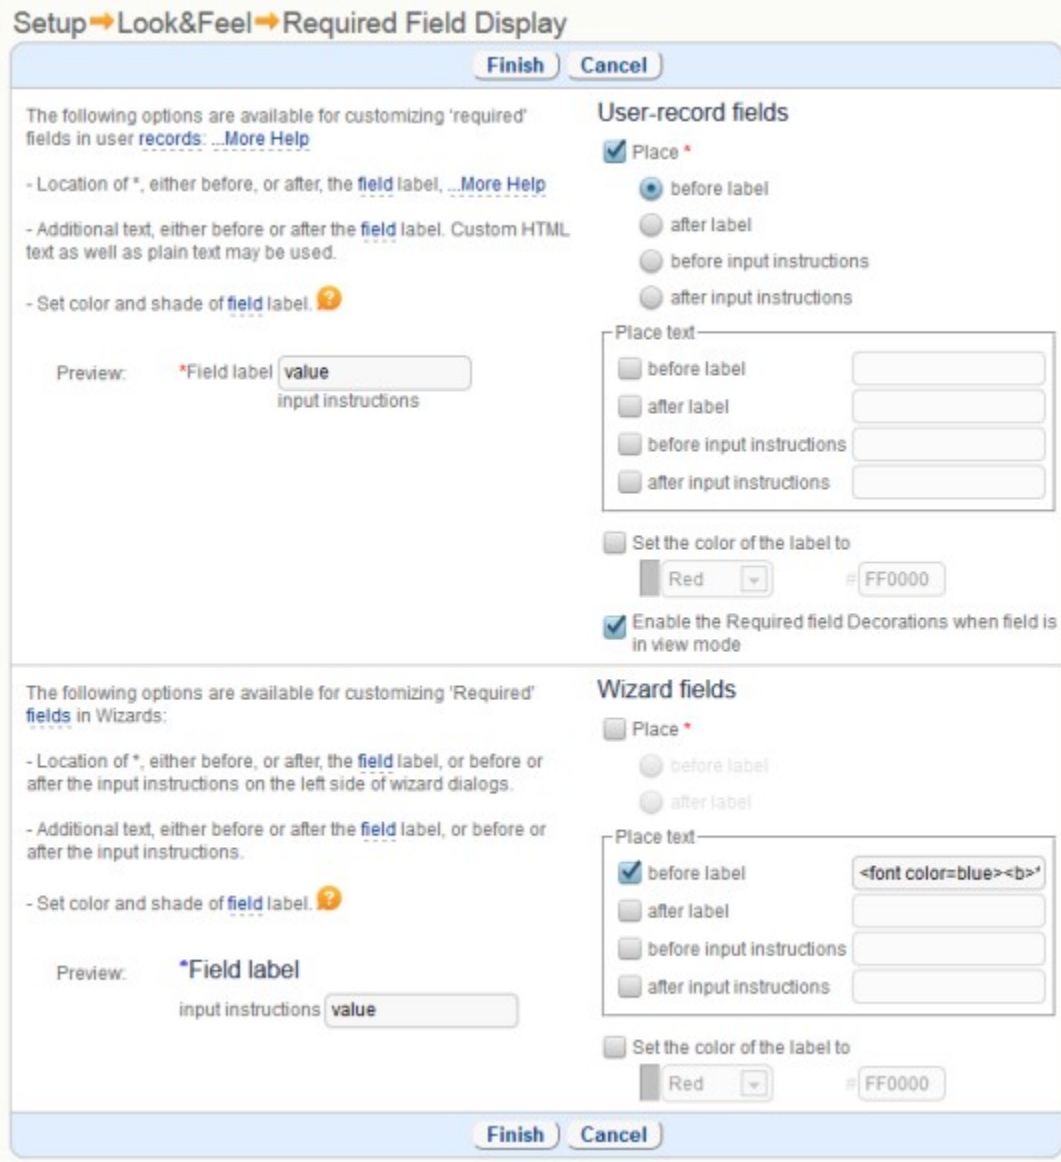 Setup➡Look&Feel➡Required Field Display
Finish Cancel
The following options are available for customizing 'required'
fields in user records: ...More Help
- Location of *, either before, or after, the field label, ...More Help
- Additional text, either before or after the field label. Custom HTML
text as well as plain text may be used.
- Set color and shade of field label. ?
Preview: *Field label value
input instructions
User-record fields
Place *
before label
after label
before input instructions
after input instructions
Place text
before label
after label
before input instructions
after input instructions
Set the color of the label to
Red # FF0000
Enable the Required field Decorations when field is
in view mode
The following options are available for customizing 'Required'
fields in Wizards:
- Location of *, either before, or after, the field label, or before or
after the input instructions on the left side of wizard dialogs.
- Additional text, either before or after the field label, or before or
after the input instructions.
- Set color and shade of field label. ?
Preview: *Field label
input instructions value
Wizard fields
Place *
before label
after label
Place text
before label <font color=blue><b>*
after label
before input instructions
after input instructions
Set the color of the label to
Red # FF0000
Finish Cancel